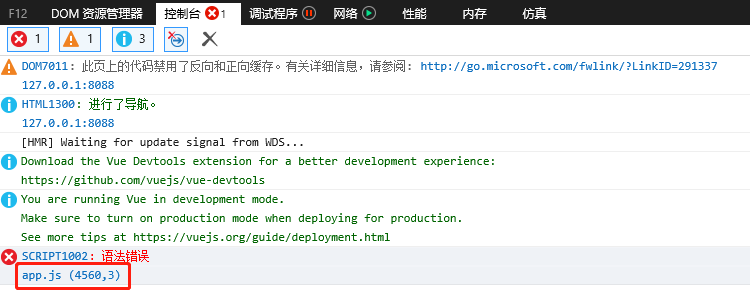 F12 DOM 资源管理器 控制台 1 调试程序 网络 性能 内存 仿真
1 1 3
DOM7011: 此页上的代码禁用了反向和正向缓存。有关详细信息，请参阅: http://go.microsoft.com/fwlink/?LinkID=291337
127.0.0.1:8088
HTML1300: 进行了导航。
127.0.0.1:8088
[HMR] Waiting for update signal from WDS...
Download the Vue Devtools extension for a better development experience:
https://github.com/vuejs/vue-devtools
You are running Vue in development mode.
Make sure to turn on production mode when deploying for production.
See more tips at https://vuejs.org/guide/deployment.html
SCRIPT1002: 语法错误
app.js (4560,3)